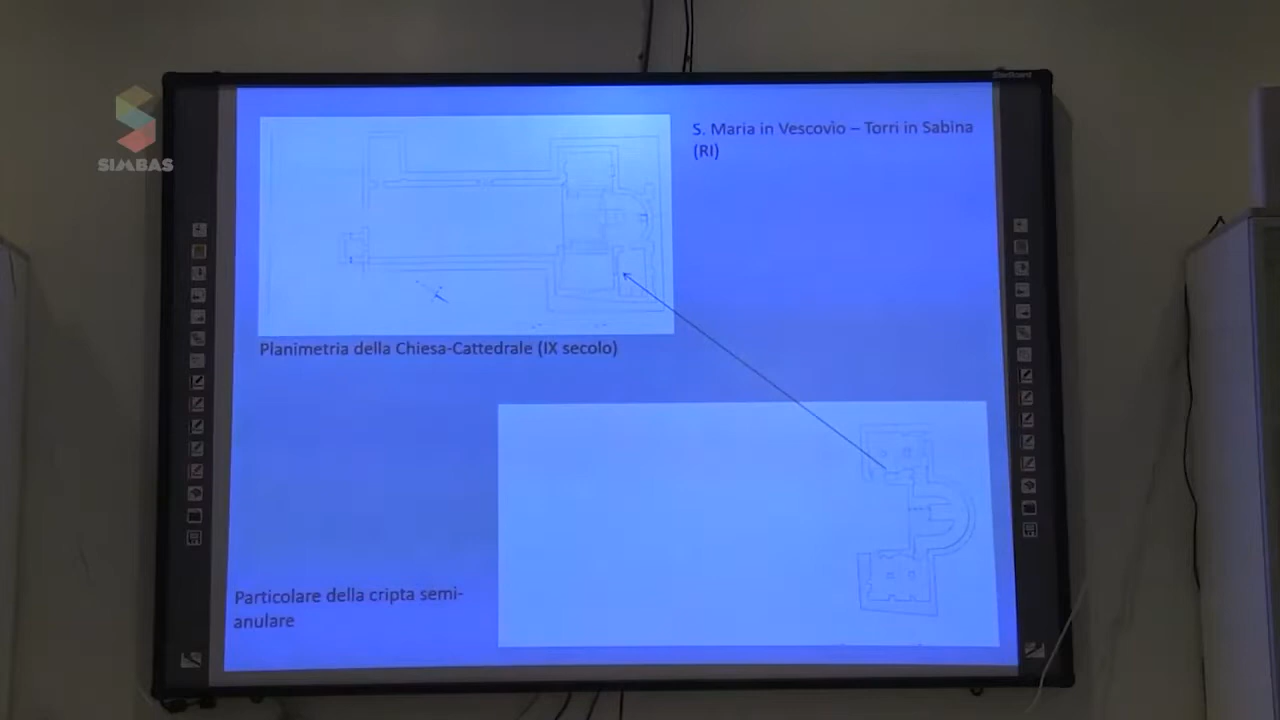 SIMBAS
StarBoard
S. Maria in Vescovio – Torri in Sabina
(RI)
Planimetria della Chiesa-Cattedrale (IX secolo)
Particolare della cripta semi-
anulare